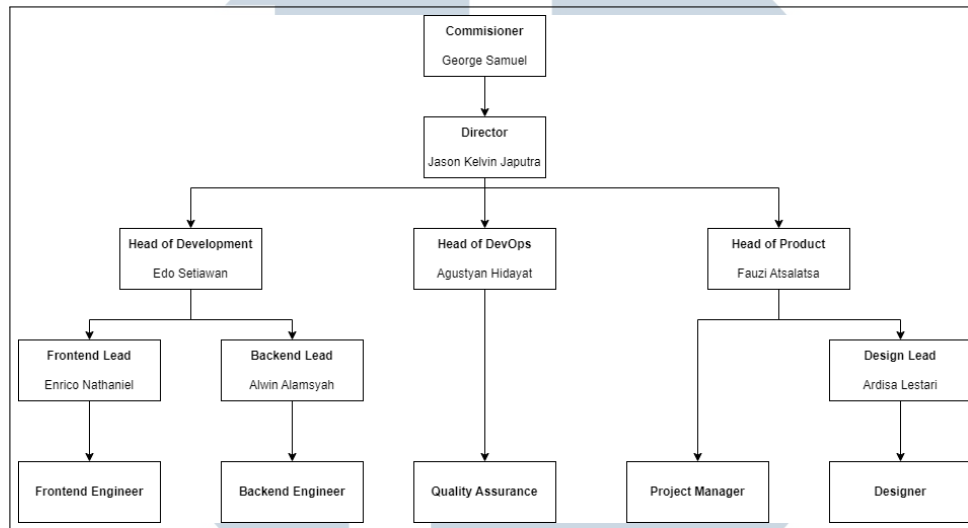 Commisioner
George Samuel
Director
Jason Kelvin Japutra
Head of Development
Edo Setiawan
Head of DevOps
Agustyan Hidayat
Head of Product
Fauzi Atsalatsa
Frontend Lead
Enrico Nathaniel
Backend Lead
Alwin Alamsyah
Design Lead
Ardisa Lestari
Frontend Engineer
Backend Engineer
Quality Assurance
Project Manager
Designer